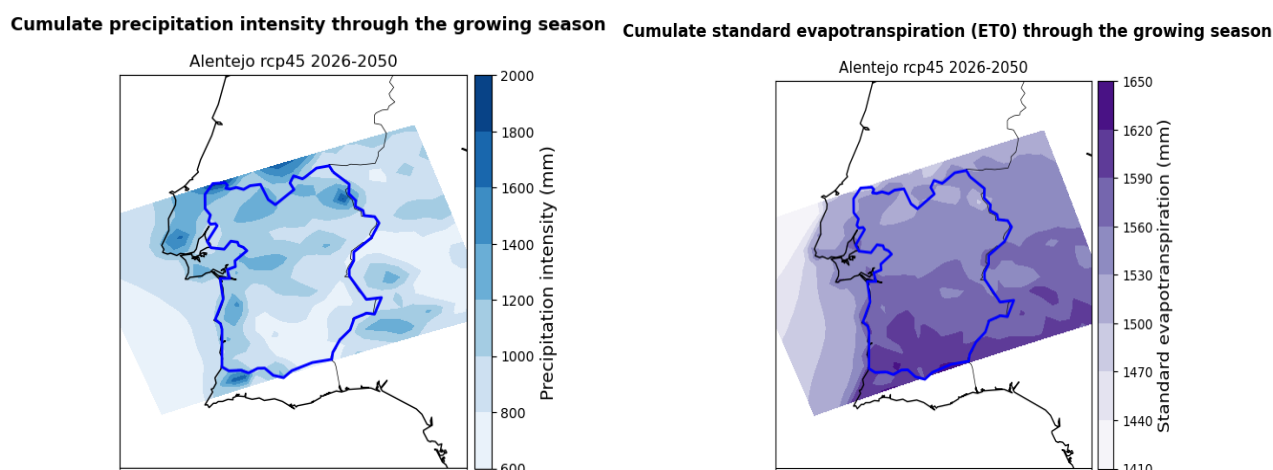 Cumulate precipitation intensity through the growing season
Alentejo rcp45 2026-2050
2000
1800
1600
1400
1200
1000
800
600
Precipitation intensity (mm)
Cumulate standard evapotranspiration (ET0) through the growing season
Alentejo rcp45 2026-2050
1650
1620
1590
1560
1530
1500
1470
1440
1410
Standard evapotranspiration (mm)